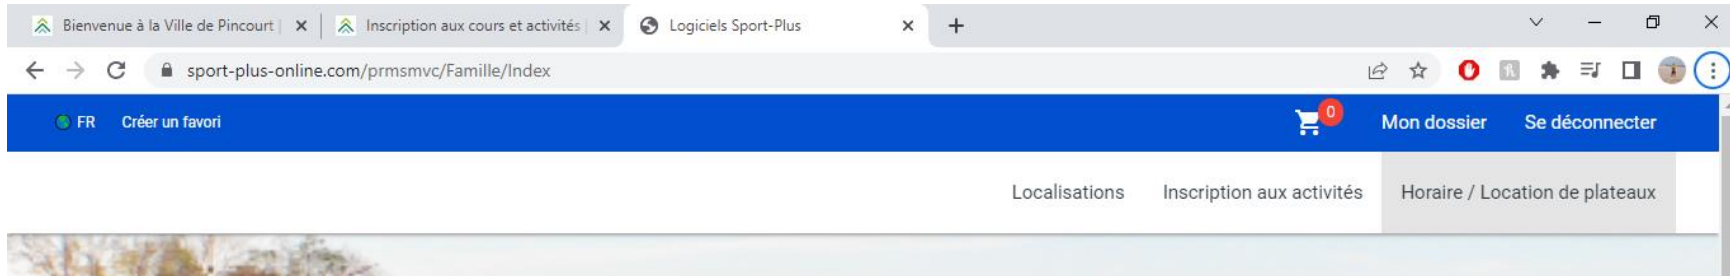 Bienvenue à la Ville de Pincourt
Inscription aux cours et activités
Logiciels Sport-Plus
sport-plus-online.com/prmsmvc/Famille/Index
FR Créer un favori
0
Mon dossier
Se déconnecter
Localisations
Inscription aux activités
Horaire / Location de plateaux